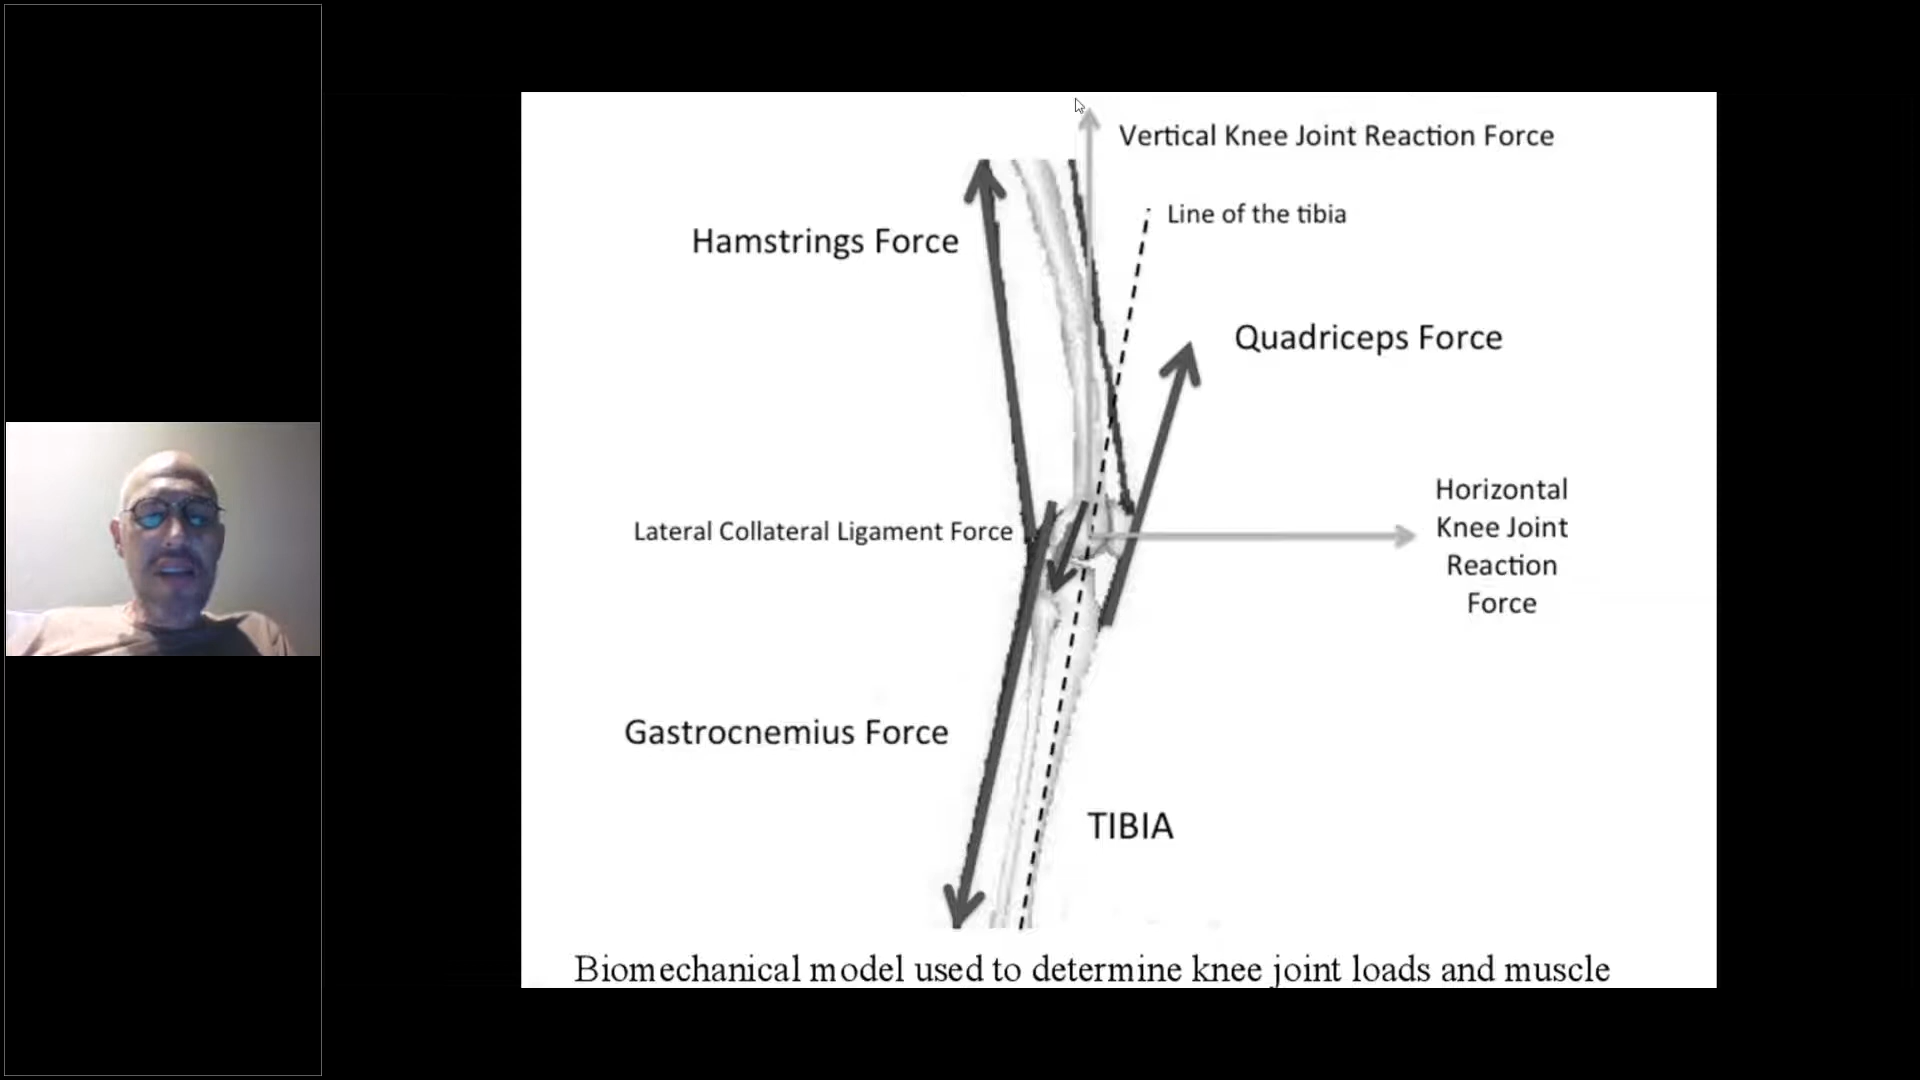 Vertical Knee Joint Reaction Force
Line of the tibia
Hamstrings Force
Quadriceps Force
Horizontal
Knee Joint
Reaction
Force
Lateral Collateral Ligament Force
Gastrocnemius Force
TIBIA
Biomechanical model used to determine knee joint loads and muscle